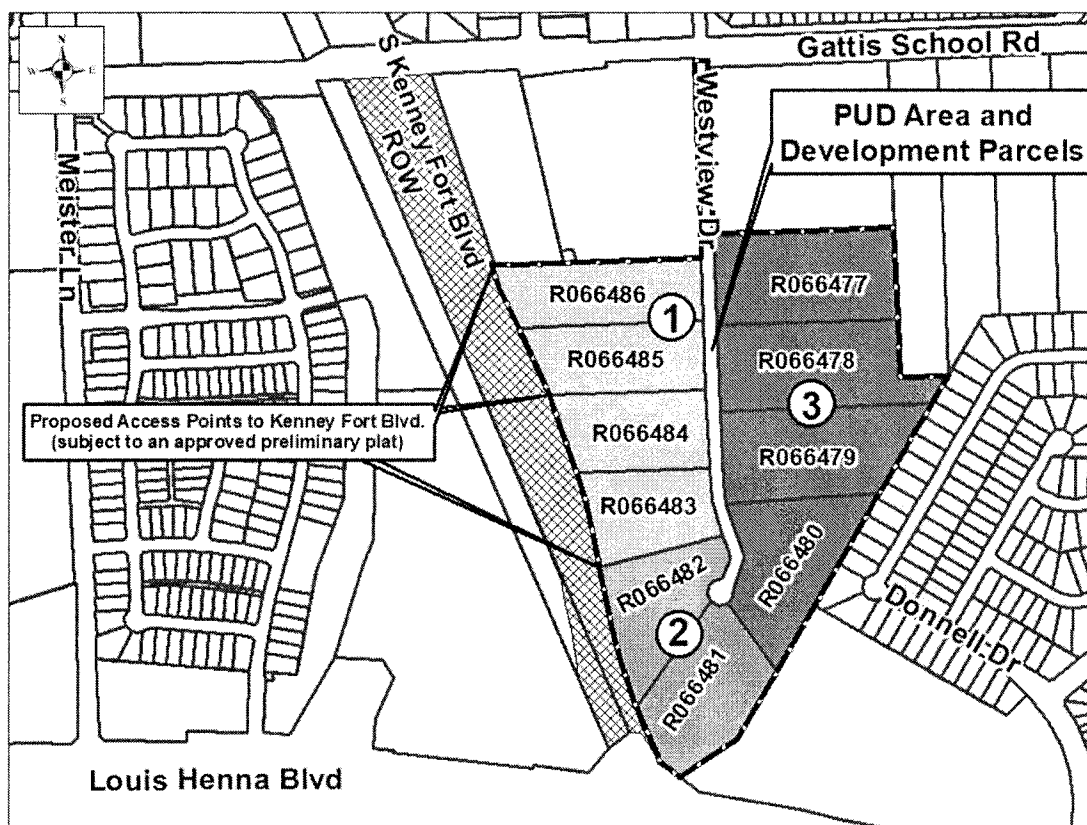 N
W E
S
Gattis School Rd
S Kenney Fort Blvd
ROW
Westview Dr
PUD Area and
Development Parcels
Meister Ln
R066486
1
R066477
R066485
R066478
3
Proposed Access Points to Kenney Fort Blvd.
(subject to an approved preliminary plat)
R066484
R066479
R066483
R066482
R066480
2
R066481
Donnell Dr
Louis Henna Blvd